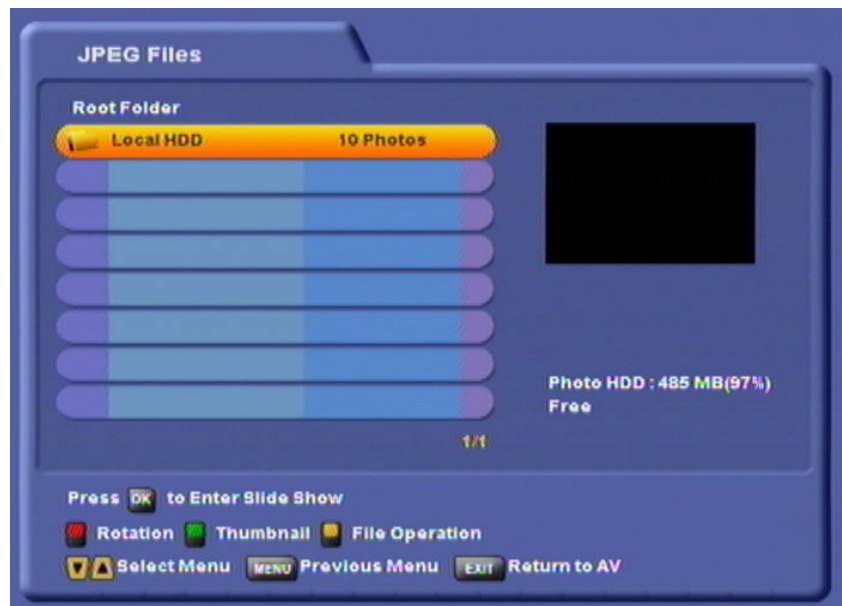 JPEG Files
Root Folder
Local HDD 10 Photos
Photo HDD : 485 MB(97%)
Free
1/1
Press OK to Enter Slide Show
Rotation Thumbnail File Operation
Select Menu MENU Previous Menu EXIT Return to AV